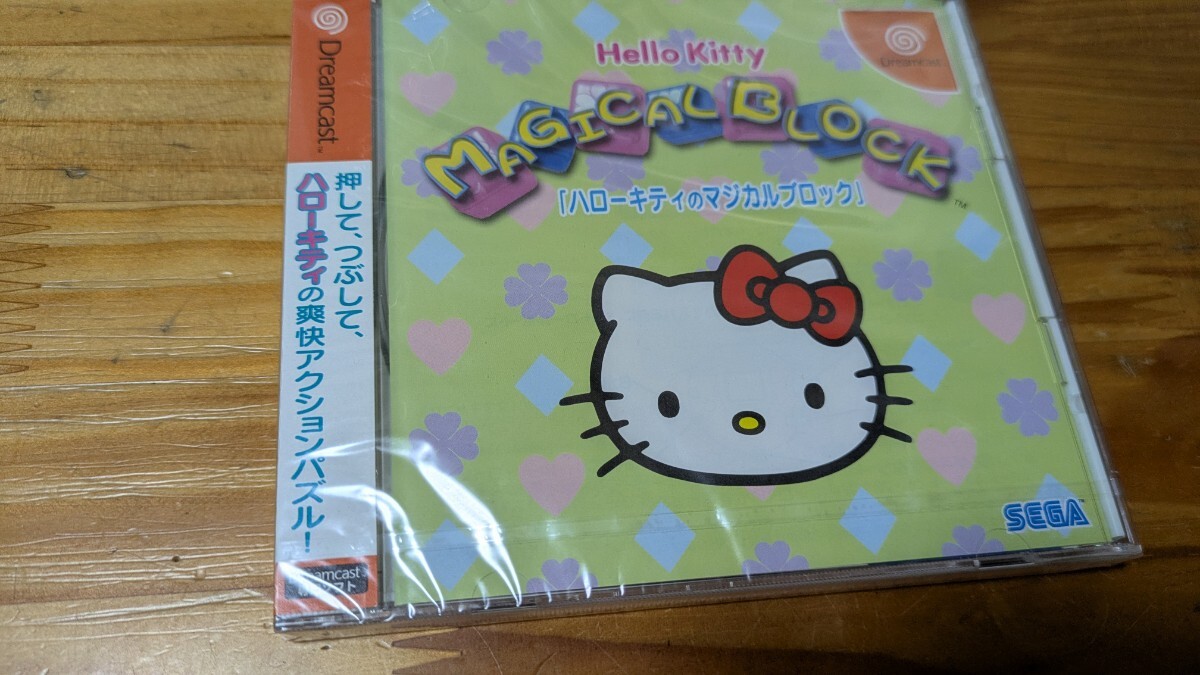 Dreamcast™
押して、つぶして、
ハローキティの爽快アクションパズル!
Dreamcast
Hello Kitty
MAGICAL BLOCK™
「ハローキティのマジカルブロック」
Dreamcast
SEGA